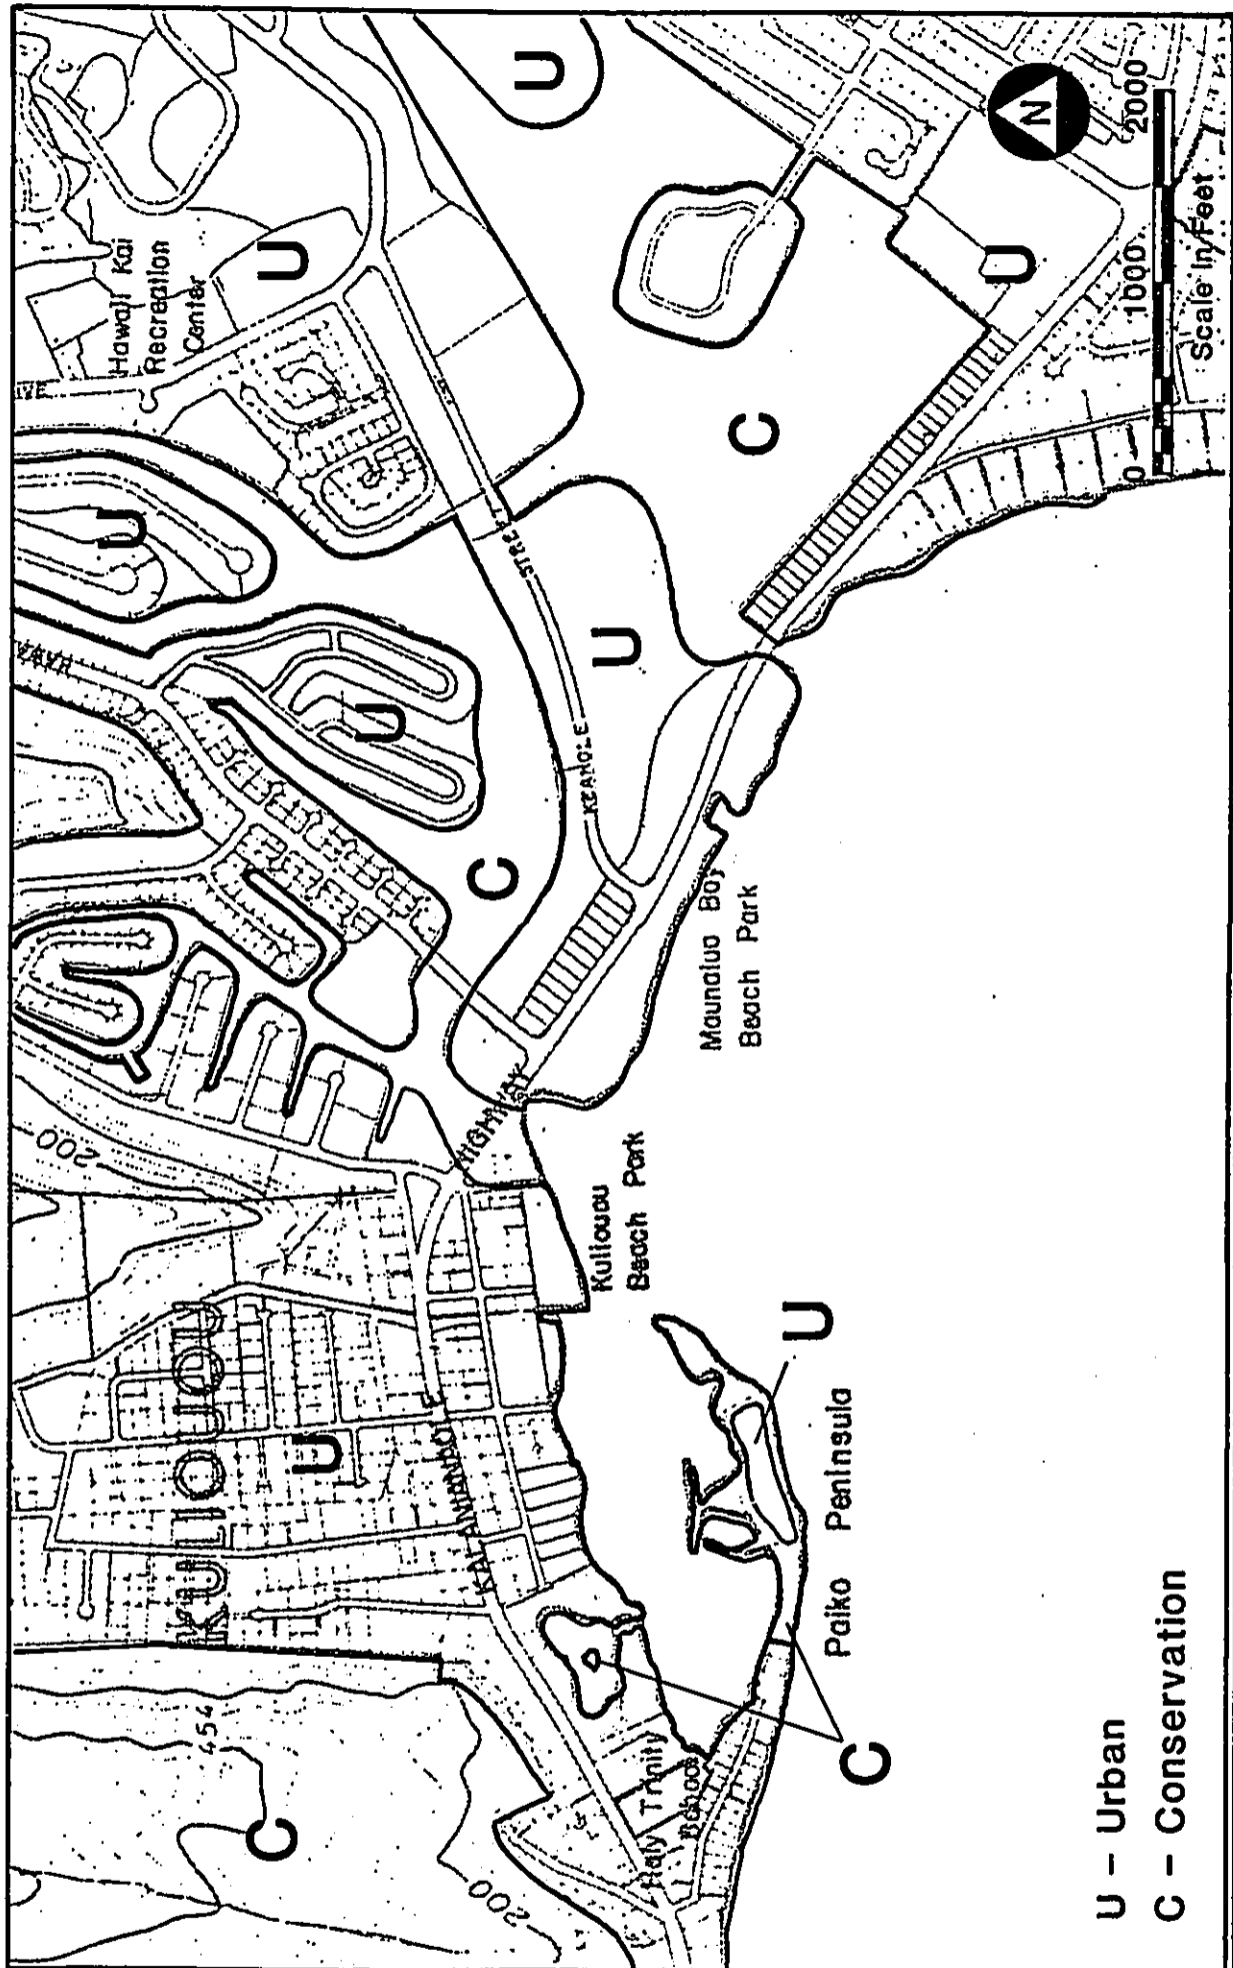 Hawaii Kai
Recreation
Center
U
U
U
U
U
U
U
C
C
N
0 1000 2000
Scale In Feet
STREET
KEAHOLE
Maunalua Bay
Beach Park
HIGHWAY
Kuliouou
Beach Park
200
KULIOUOU
U
KALANIANAOLE
U
Paiko Peninsula
454
C
C
200
Holy Trinity
School
U – Urban
C – Conservation